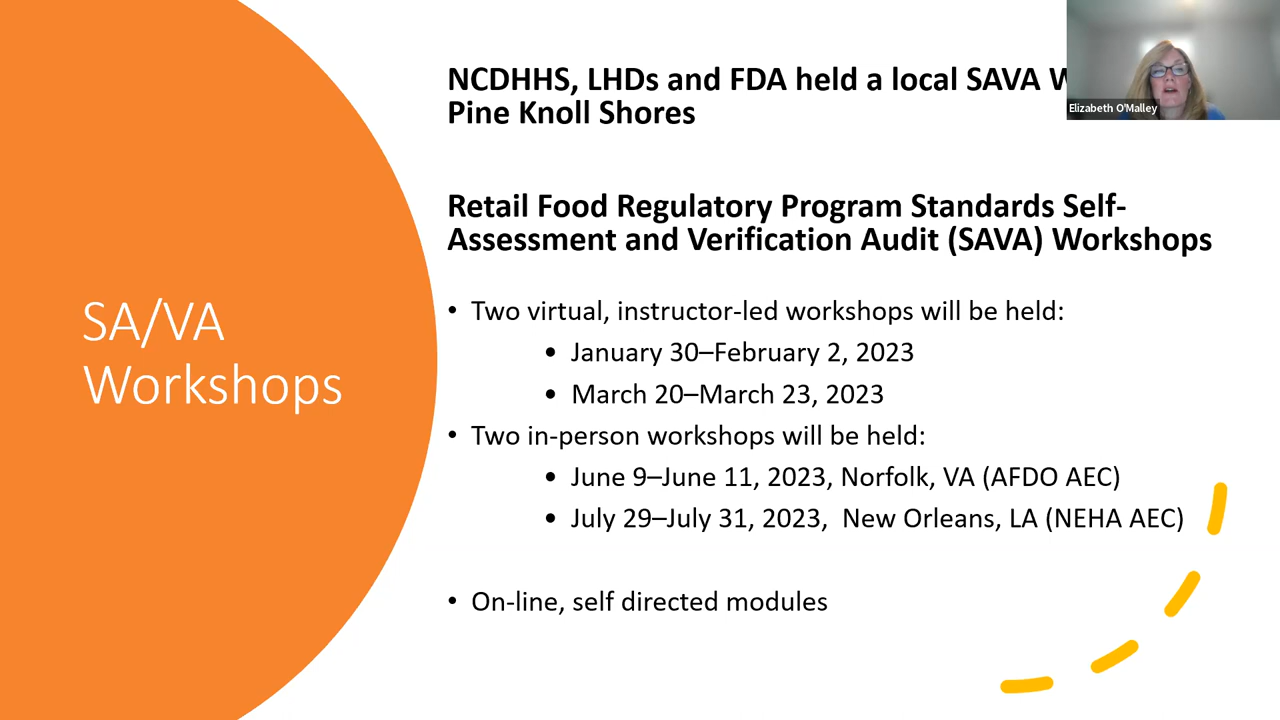 NCDHHS, LHDs and FDA held a local SAVA
Pine Knoll Shores
Elizabeth O'Malley
Retail Food Regulatory Program Standards Self-
Assessment and Verification Audit (SAVA) Workshops
SA/VA
Workshops
• Two virtual, instructor-led workshops will be held:
• January 30–February 2, 2023
• March 20–March 23, 2023
• Two in-person workshops will be held:
• June 9–June 11, 2023, Norfolk, VA (AFDO AEC)
• July 29–July 31, 2023, New Orleans, LA (NEHA AEC)
• On-line, self directed modules